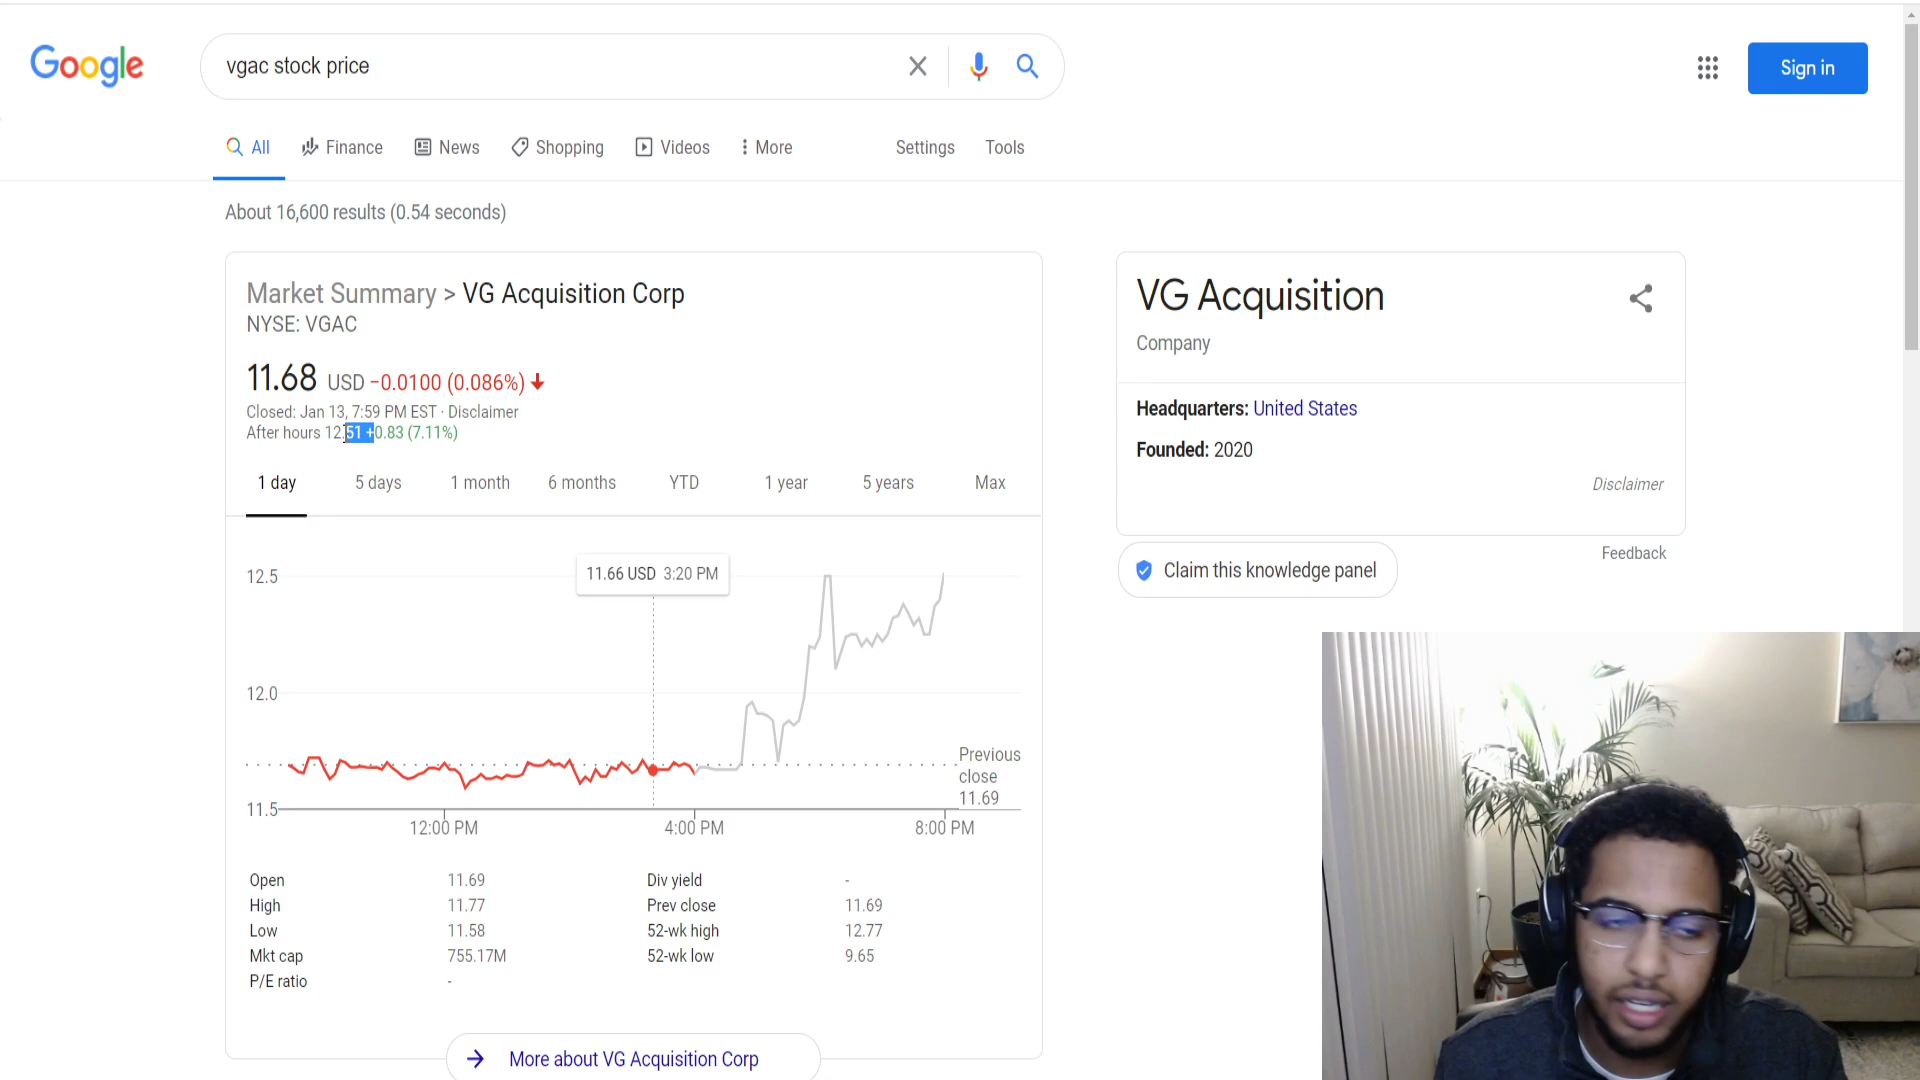 Google
vgac stock price
Sign in
All Finance News Shopping Videos More Settings Tools
About 16,600 results (0.54 seconds)
Market Summary > VG Acquisition Corp
NYSE: VGAC
11.68 USD −0.0100 (0.086%)
Closed: Jan 13, 7:59 PM EST · Disclaimer
After hours 12.51 +0.83 (7.11%)
1 day 5 days 1 month 6 months YTD 1 year 5 years Max
11.66 USD 3:20 PM
12.5
12.0
11.5
Previous
close
11.69
12:00 PM 4:00 PM 8:00 PM
Open 11.69 Div yield -
High 11.77 Prev close 11.69
Low 11.58 52-wk high 12.77
Mkt cap 755.17M 52-wk low 9.65
P/E ratio -
More about VG Acquisition Corp
VG Acquisition
Company
Headquarters: United States
Founded: 2020
Disclaimer
Feedback
Claim this knowledge panel